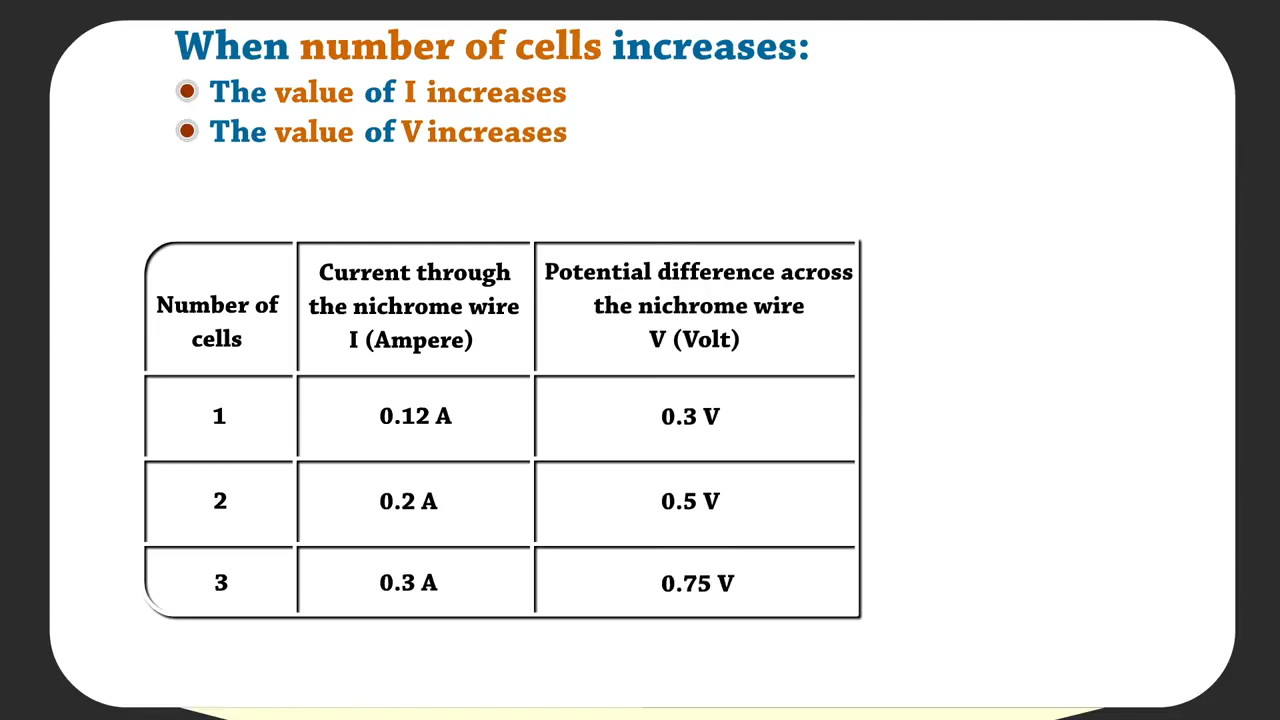 When number of cells increases:
The value of I increases
The value of V increases
Number of
cells
Current through
the nichrome wire
I (Ampere)
Potential difference across
the nichrome wire
V (Volt)
1
0.12 A
0.3 V
2
0.2 A
0.5 V
3
0.3 A
0.75 V